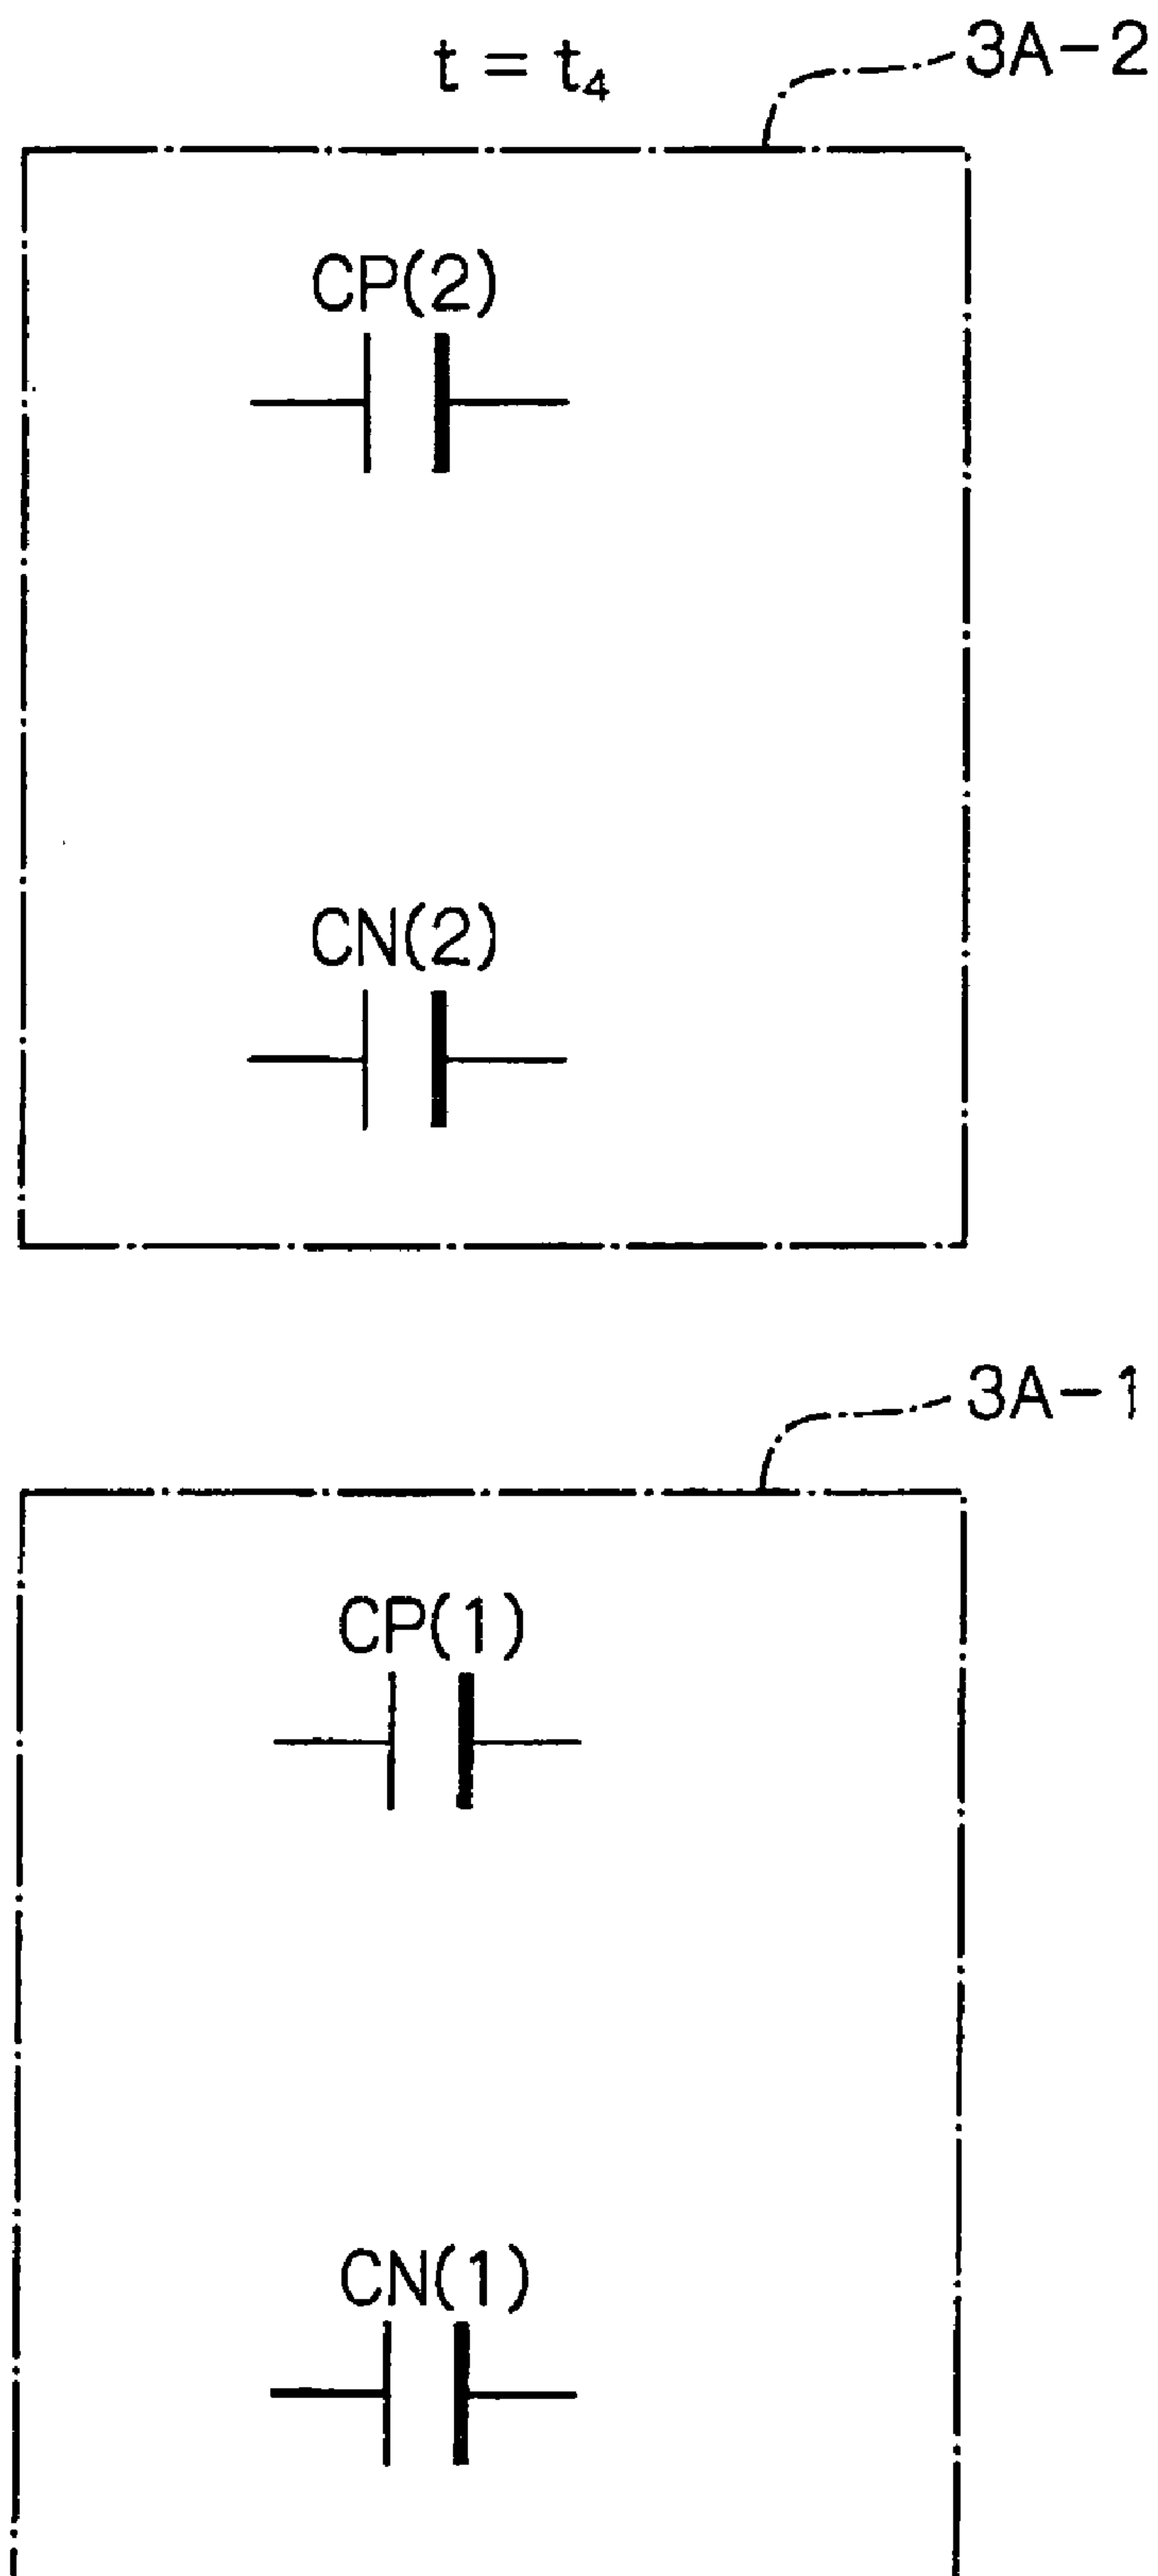 t = t₄
3A-2
CP(2)
CN(2)
3A-1
CP(1)
CN(1)